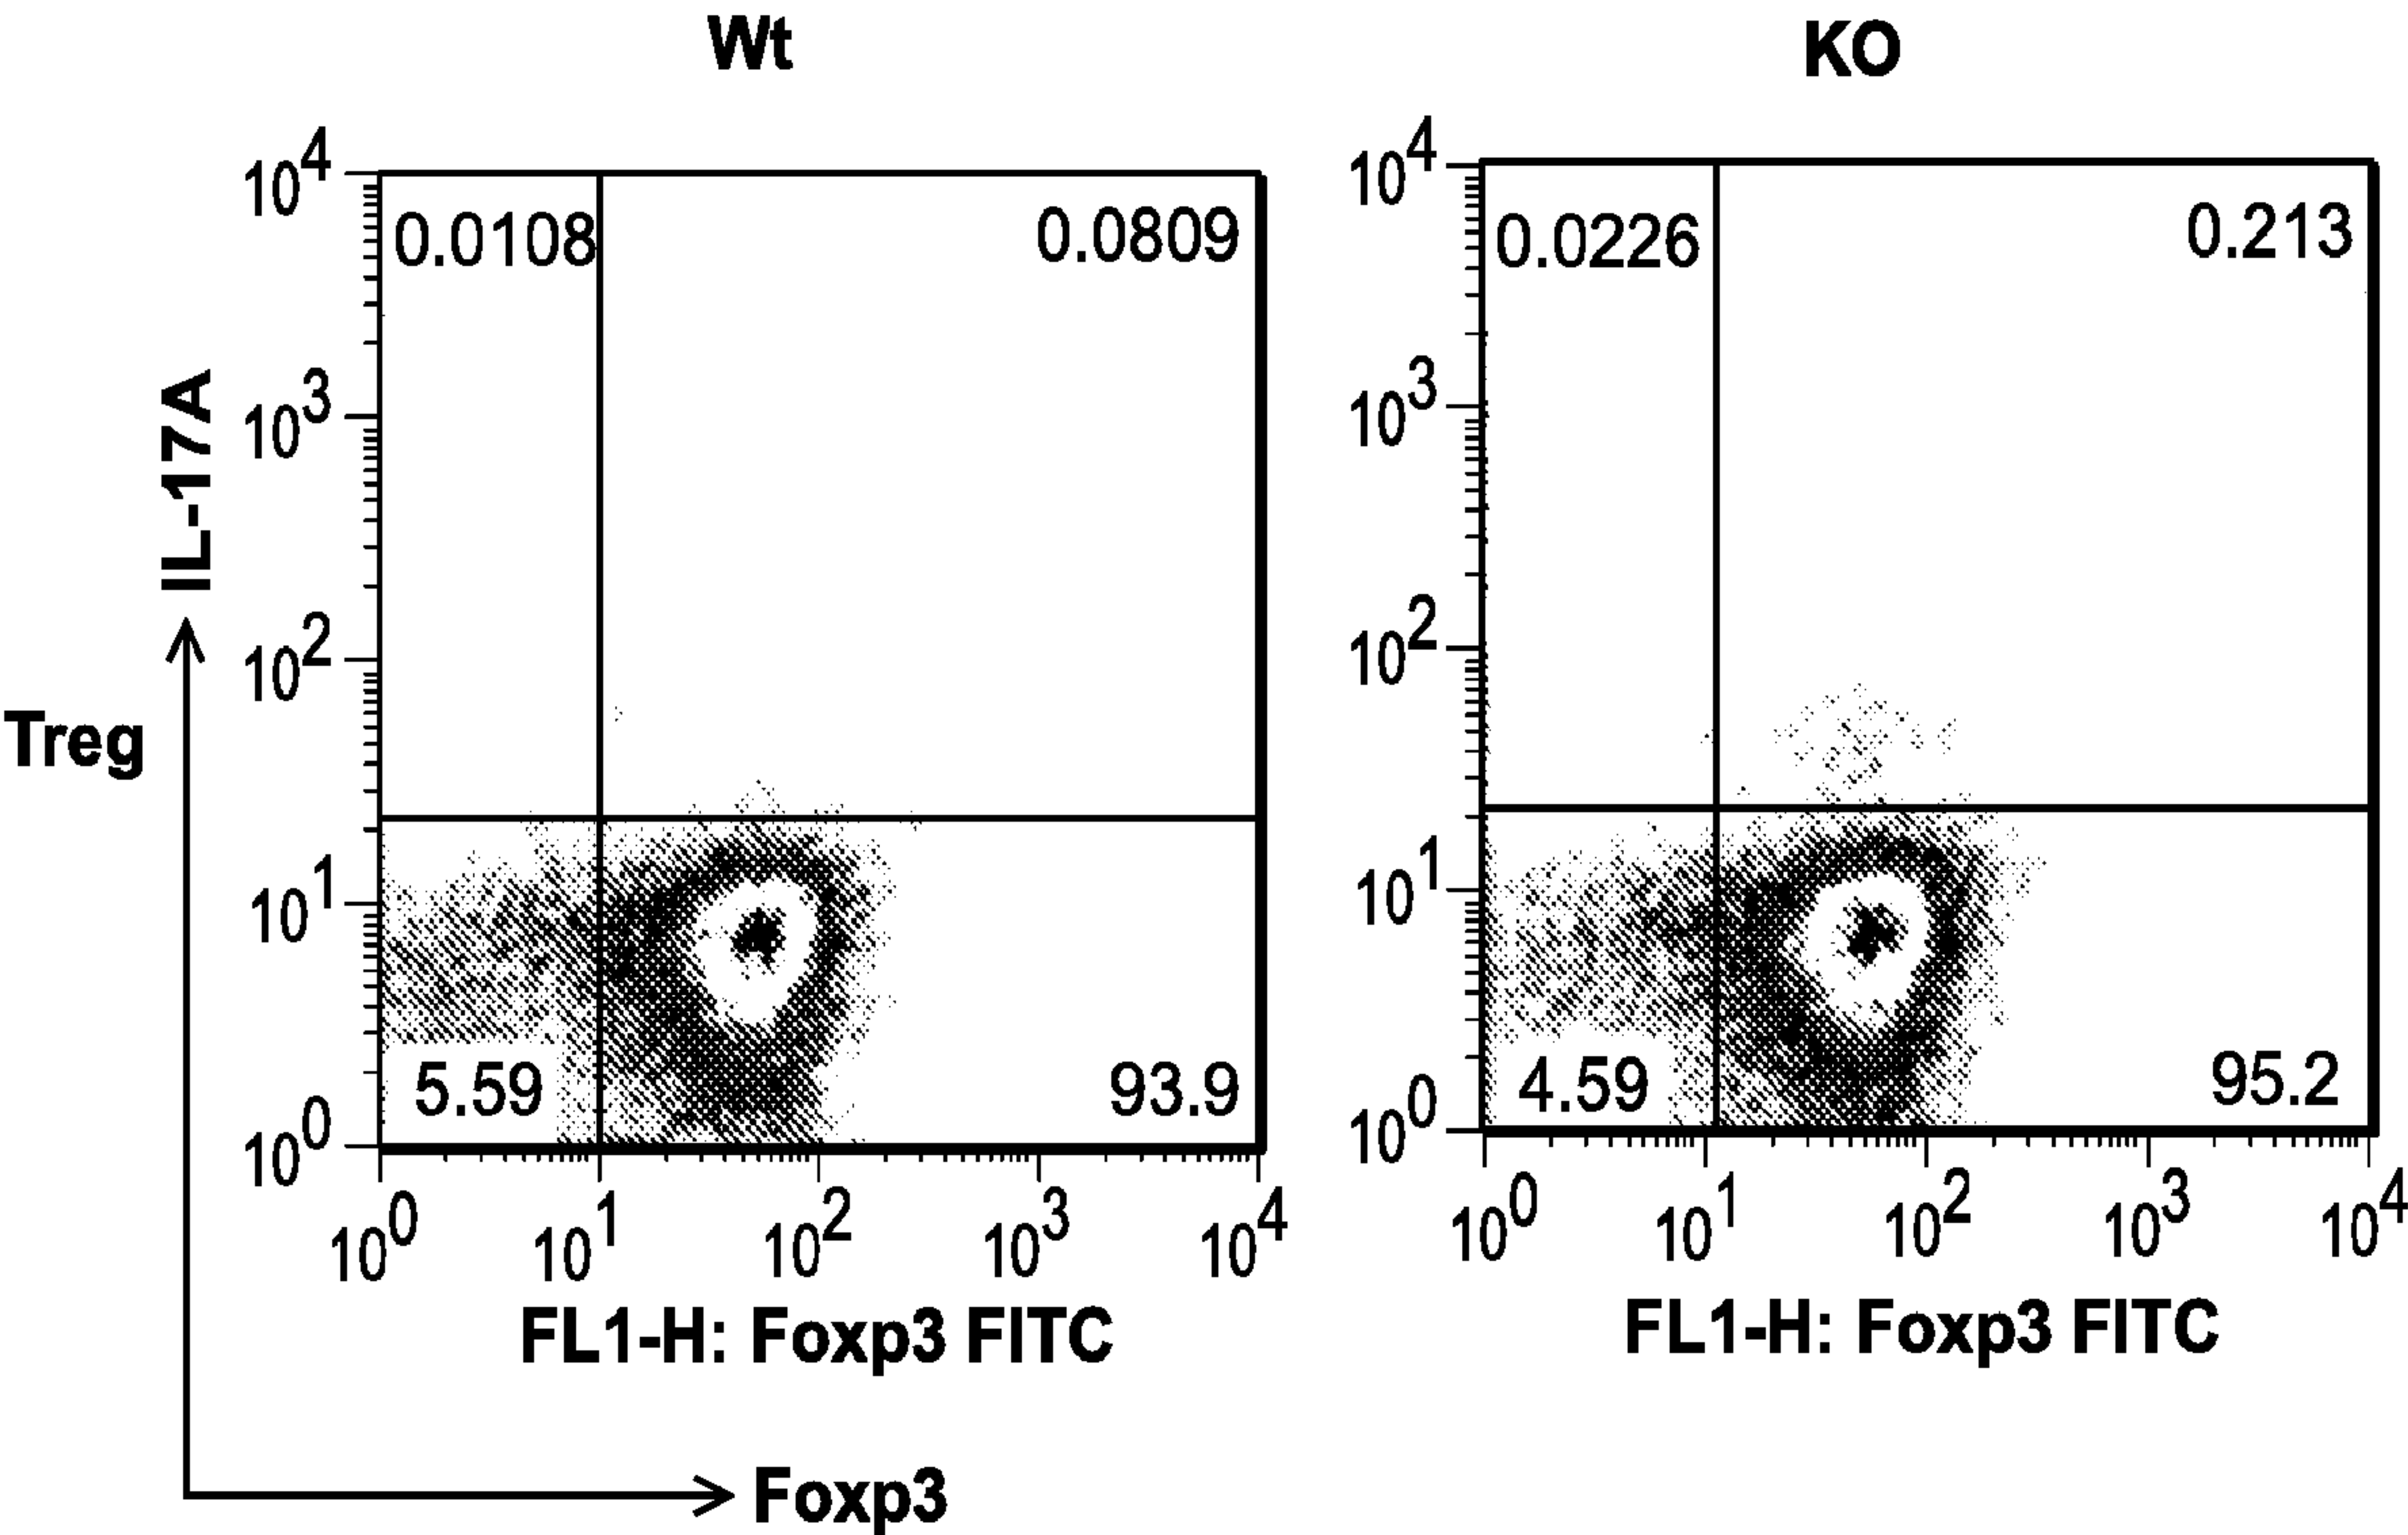 Wt
KO
10^4
0.0108
0.0809
10^3
10^2
10^1
10^0
5.59
93.9
10^0 10^1 10^2 10^3 10^4
FL1-H: Foxp3 FITC
10^4
0.0226
0.213
10^3
10^2
10^1
10^0
4.59
95.2
10^0 10^1 10^2 10^3 10^4
FL1-H: Foxp3 FITC
IL-17A
Treg
Foxp3